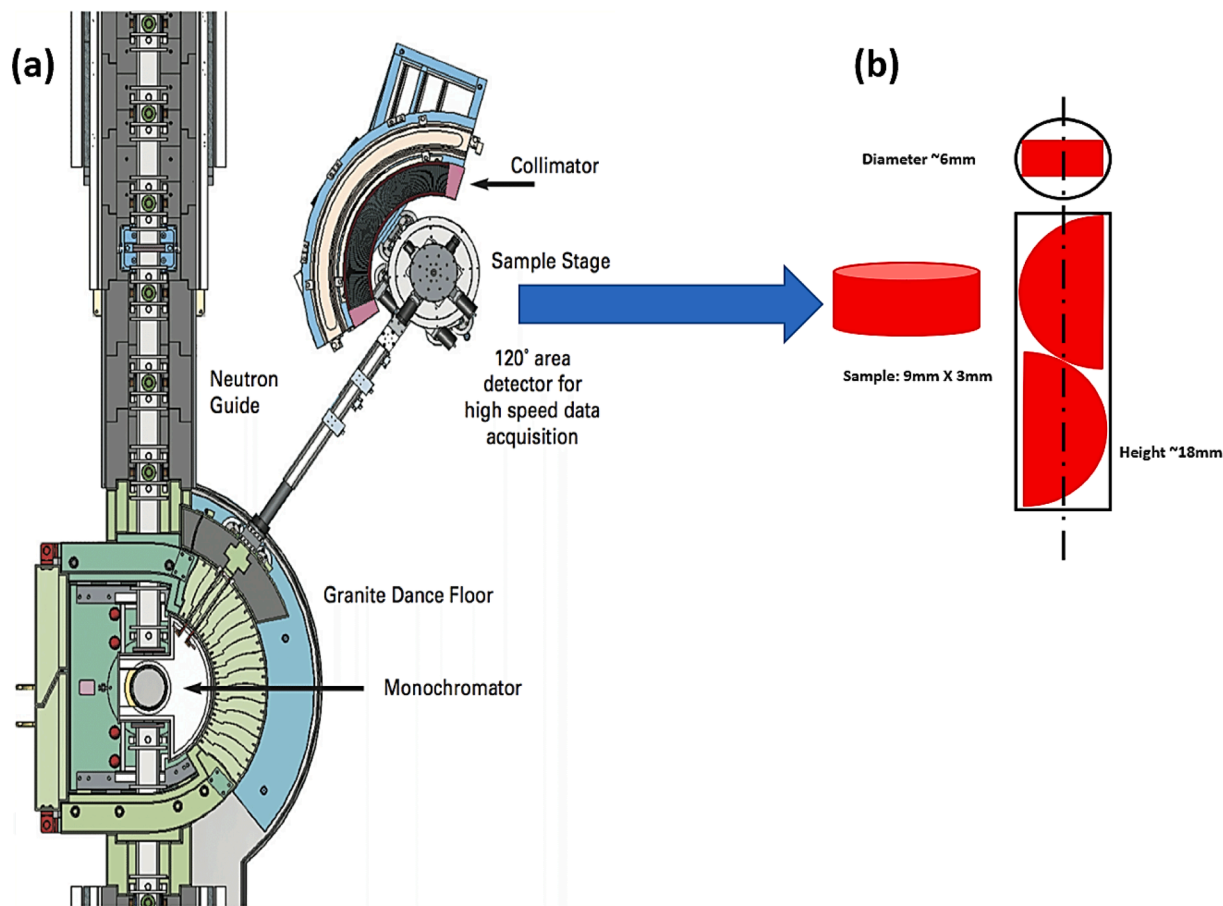 (a)
(b)
Collimator
Diameter ~6mm
Sample Stage
120° area
detector for
high speed data
acquisition
Neutron
Guide
Sample: 9mm X 3mm
Height ~18mm
Granite Dance Floor
Monochromator